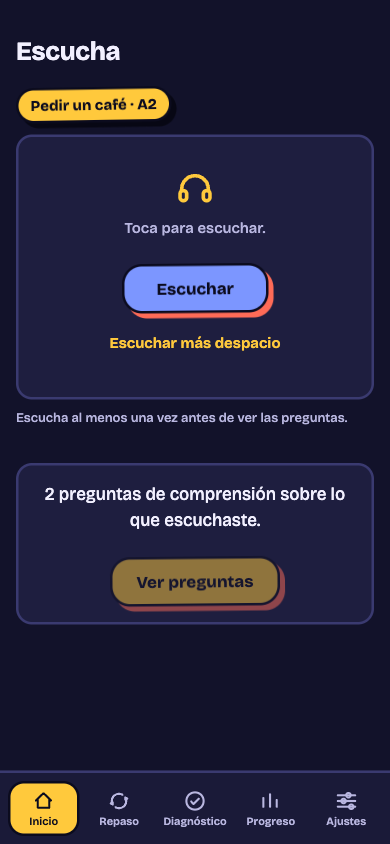 Escucha
Pedir un café · A2
Toca para escuchar.
Escuchar
Escuchar más despacio
Escucha al menos una vez antes de ver las preguntas.
2 preguntas de comprensión sobre lo
que escuchaste.
Ver preguntas
Inicio
Repaso
Diagnóstico
Progreso
Ajustes